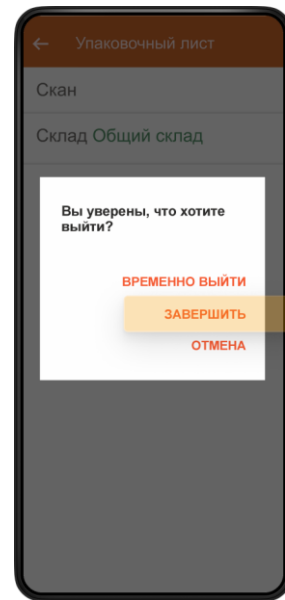 Упаковочный лист
Скан
Склад Общий склад
Вы уверены, что хотите
выйти?
ВРЕМЕННО ВЫЙТИ
ЗАВЕРШИТЬ
ОТМЕНА